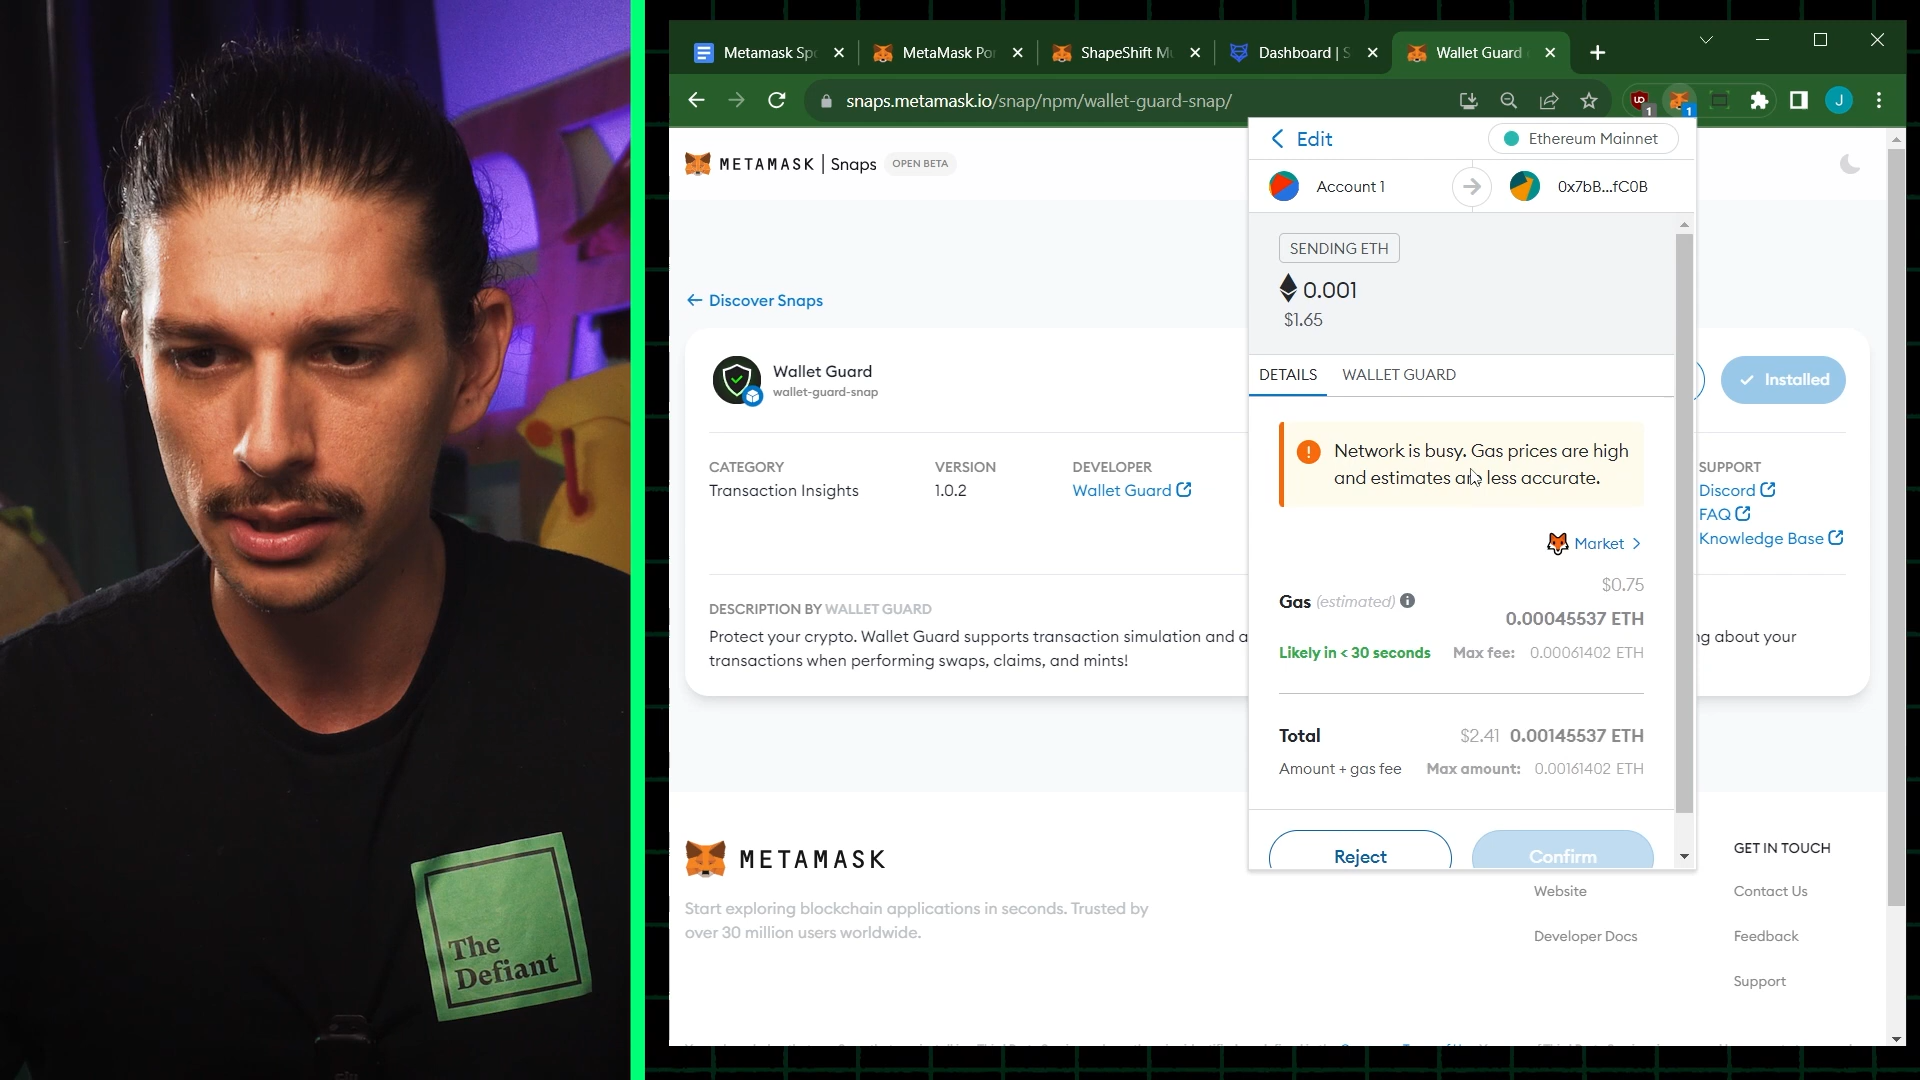 The
Defiant
Metamask Sp
MetaMask Po
ShapeShift Mu
Dashboard | S
Wallet Guard
snaps.metamask.io/snap/npm/wallet-guard-snap/
1
1
J
METAMASK | Snaps
OPEN BETA
Discover Snaps
Wallet Guard
wallet-guard-snap
Installed
CATEGORY
Transaction Insights
VERSION
1.0.2
DEVELOPER
Wallet Guard
SUPPORT
Discord
FAQ
Knowledge Base
DESCRIPTION BY WALLET GUARD
Protect your crypto. Wallet Guard supports transaction simulation and a
ng about your
transactions when performing swaps, claims, and mints!
Edit
Ethereum Mainnet
Account 1
0x7bB...fC0B
SENDING ETH
0.001
$1.65
DETAILS
WALLET GUARD
Network is busy. Gas prices are high
and estimates are less accurate.
Market
$0.75
Gas (estimated)
0.00045537 ETH
Likely in < 30 seconds
Max fee: 0.00061402 ETH
Total
$2.41 0.00145537 ETH
Amount + gas fee
Max amount: 0.00161402 ETH
Reject
Confirm
METAMASK
Start exploring blockchain applications in seconds. Trusted by
over 30 million users worldwide.
Website
Developer Docs
GET IN TOUCH
Contact Us
Feedback
Support